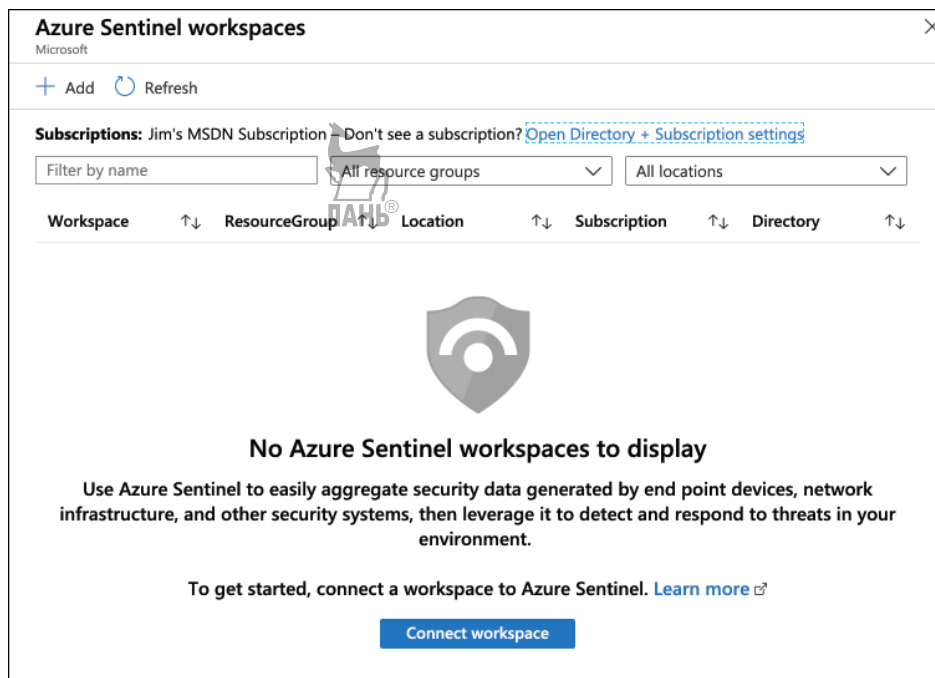 Azure Sentinel workspaces
Microsoft
Add Refresh
Subscriptions: Jim's MSDN Subscription – Don't see a subscription? Open Directory + Subscription settings
Filter by name All resource groups All locations
ЛАНЬ®
Workspace ResourceGroup Location Subscription Directory
No Azure Sentinel workspaces to display
Use Azure Sentinel to easily aggregate security data generated by end point devices, network
infrastructure, and other security systems, then leverage it to detect and respond to threats in your
environment.
To get started, connect a workspace to Azure Sentinel. Learn more
Connect workspace